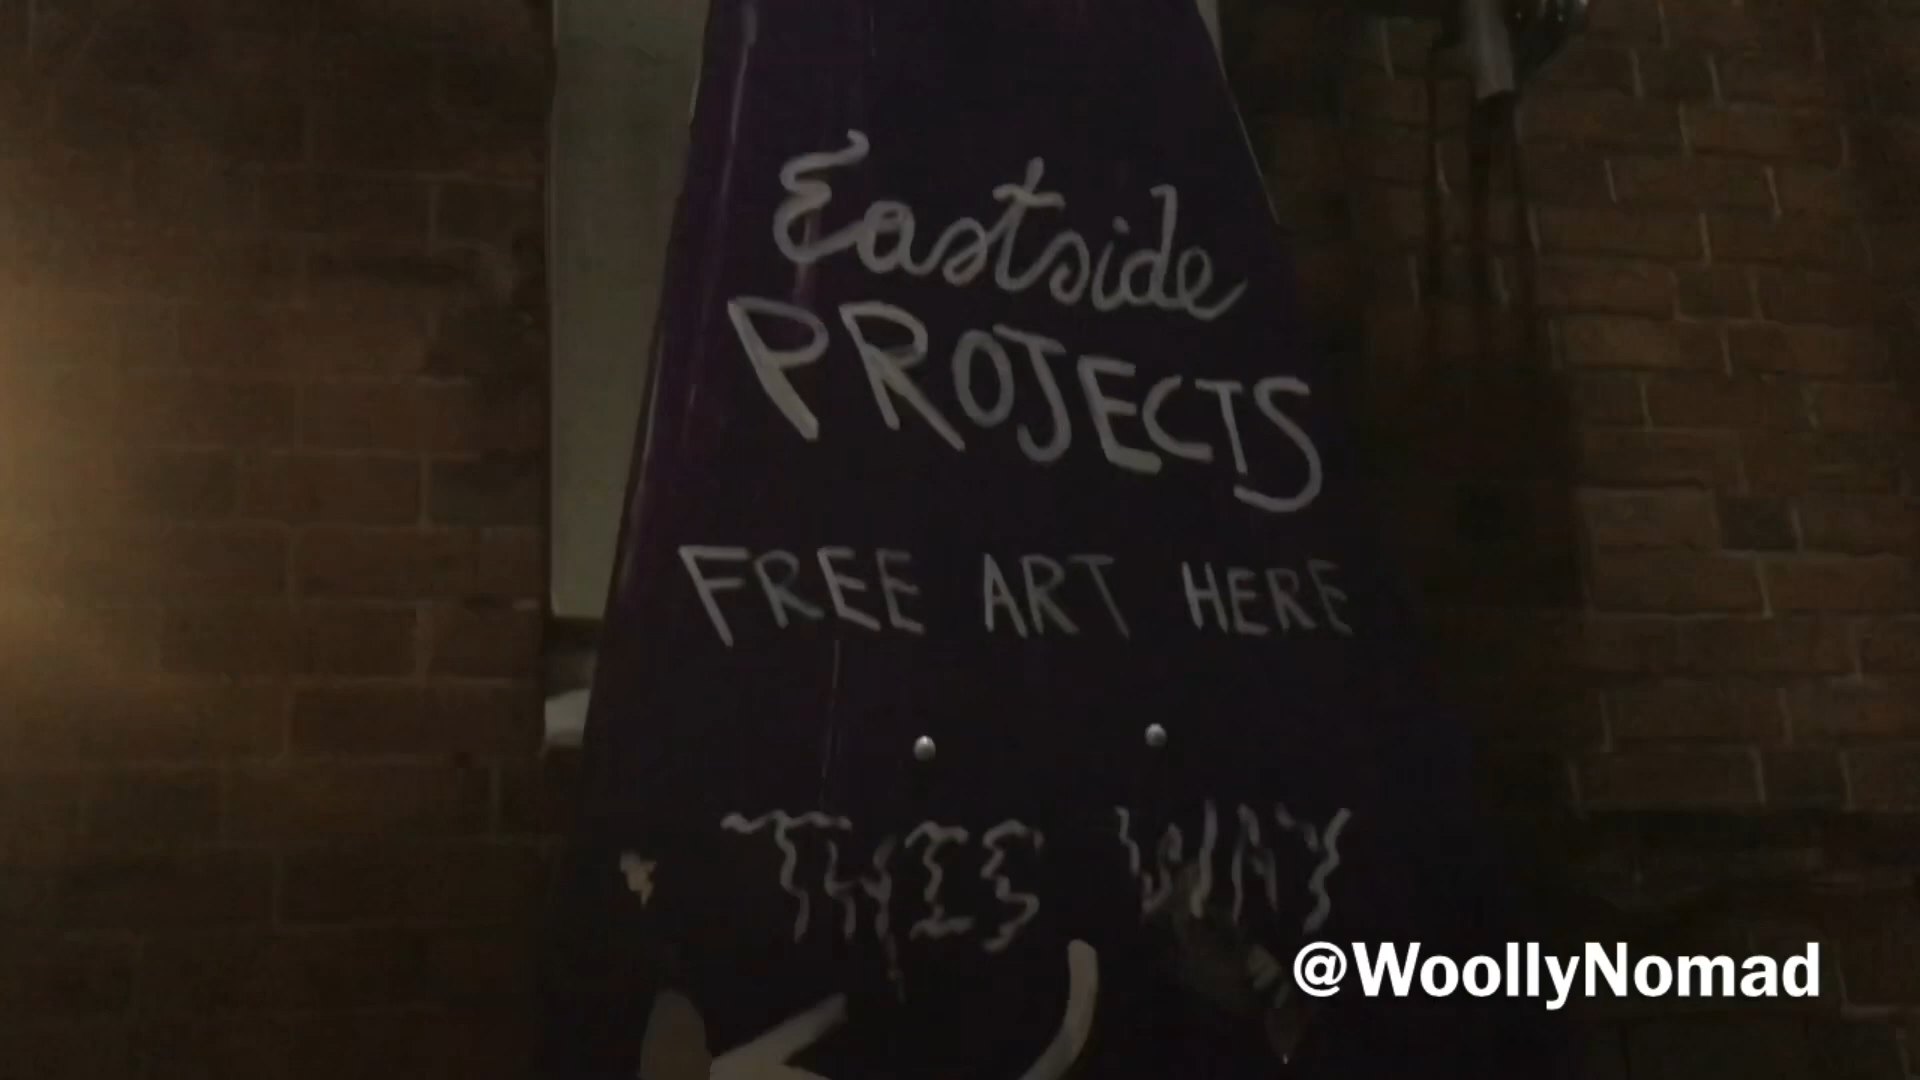 Eastside
PROJECTS
FREE ART HERE
THIS WAY
@WoollyNomad